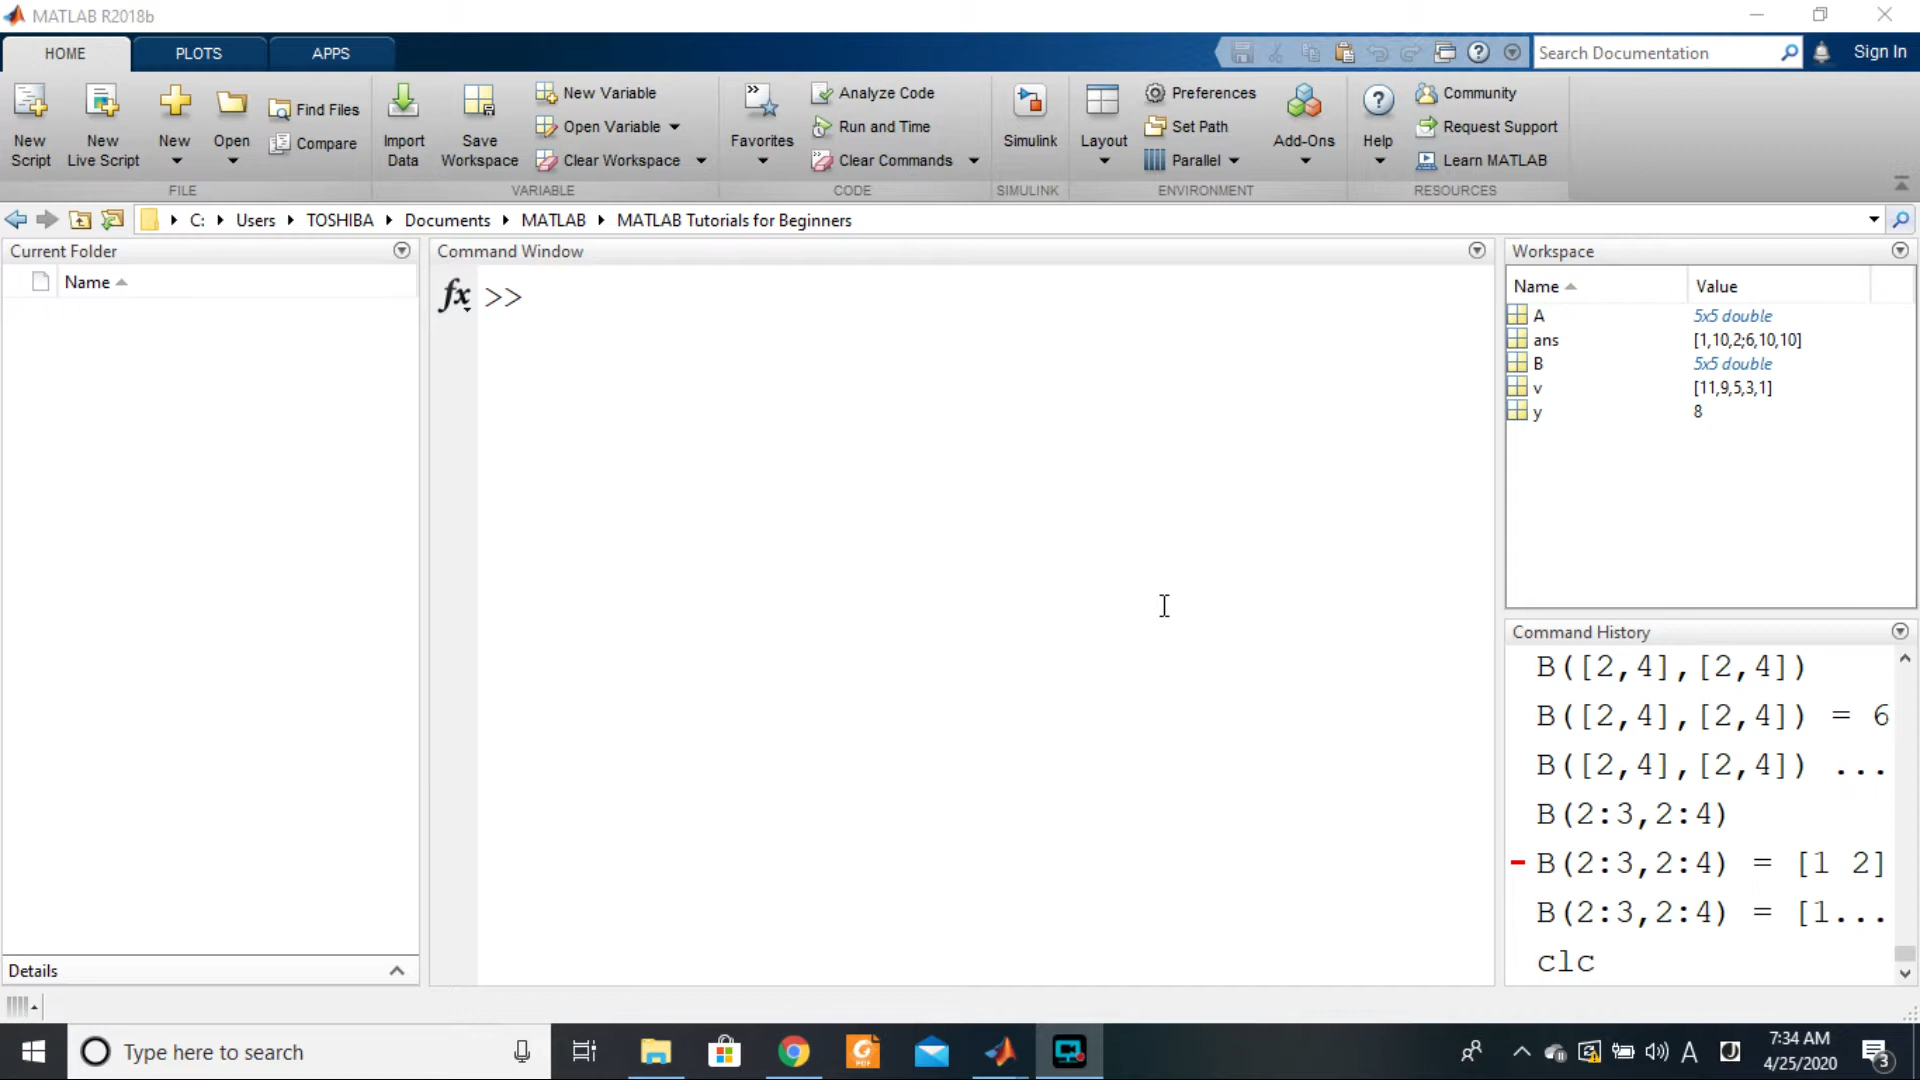 MATLAB R2018b
HOME
PLOTS
APPS
Search Documentation
Sign In
New Script
New Live Script
New
Open
Find Files
Compare
Import Data
Save Workspace
New Variable
Open Variable
Clear Workspace
Favorites
Analyze Code
Run and Time
Clear Commands
Simulink
Layout
Preferences
Set Path
Parallel
Add-Ons
Help
Community
Request Support
Learn MATLAB
FILE
VARIABLE
CODE
SIMULINK
ENVIRONMENT
RESOURCES
C: Users TOSHIBA Documents MATLAB MATLAB Tutorials for Beginners
Current Folder
Name
Details
Command Window
fx >>
Workspace
Name Value
A 5x5 double
ans [1,10,2;6,10,10]
B 5x5 double
v [11,9,5,3,1]
y 8
Command History
B([2,4],[2,4])
B([2,4],[2,4]) = 6
B([2,4],[2,4]) ...
B(2:3,2:4)
B(2:3,2:4) = [1 2]
B(2:3,2:4) = [1...
clc
Type here to search
A
7:34 AM
4/25/2020
3